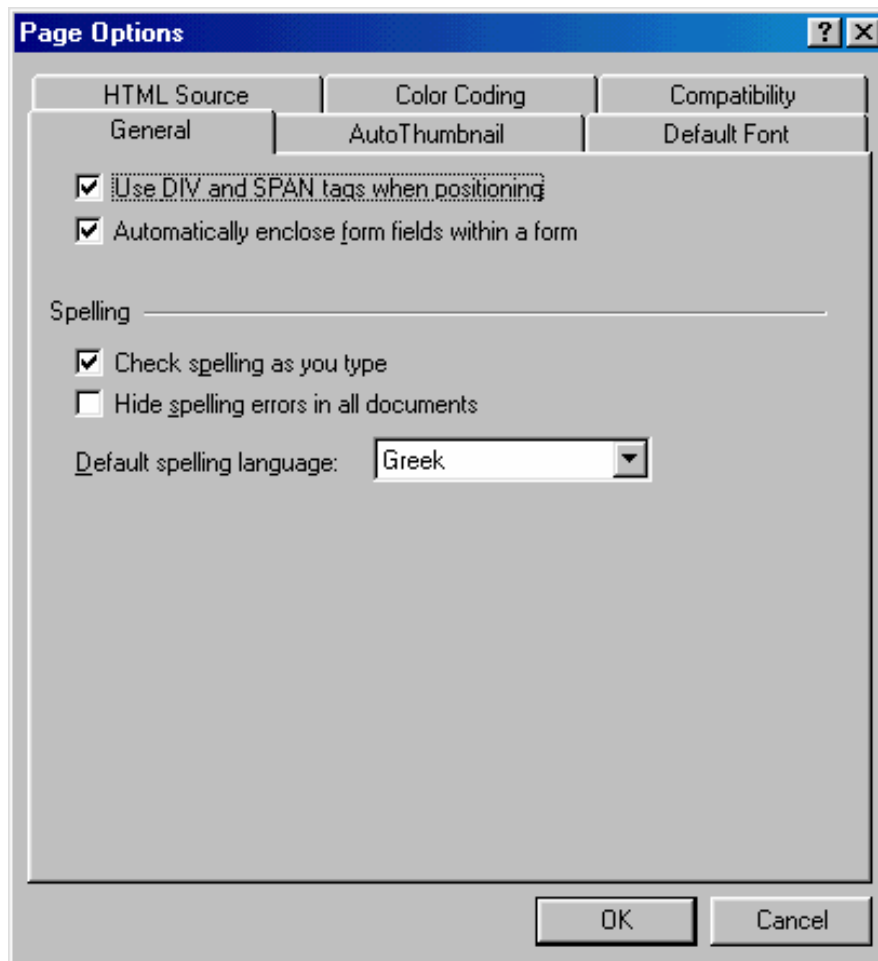 Page Options
HTML Source Color Coding Compatibility
General AutoThumbnail Default Font
Use DIV and SPAN tags when positioning
Automatically enclose form fields within a form
Spelling
Check spelling as you type
Hide spelling errors in all documents
Default spelling language: Greek
OK Cancel